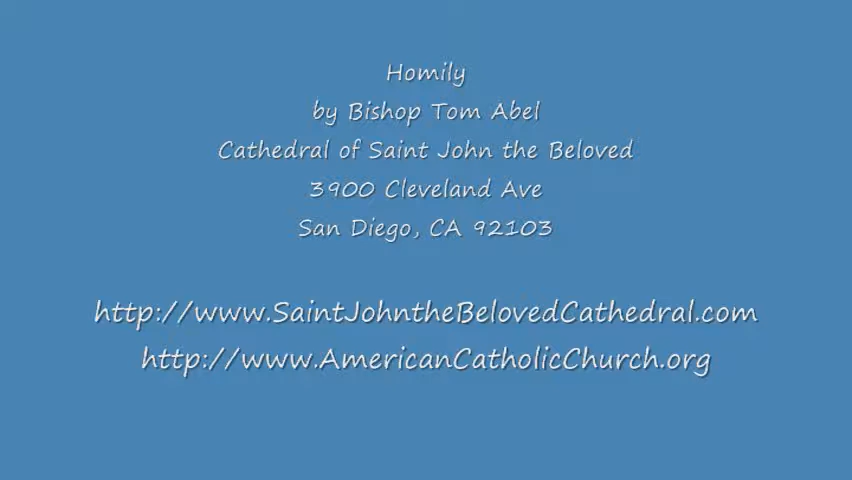 Homily
by Bishop Tom Abel
Cathedral of Saint John the Beloved
3900 Cleveland Ave
San Diego, CA 92103
http://www.SaintJohntheBelovedCathedral.com
http://www.AmericanCatholicChurch.org